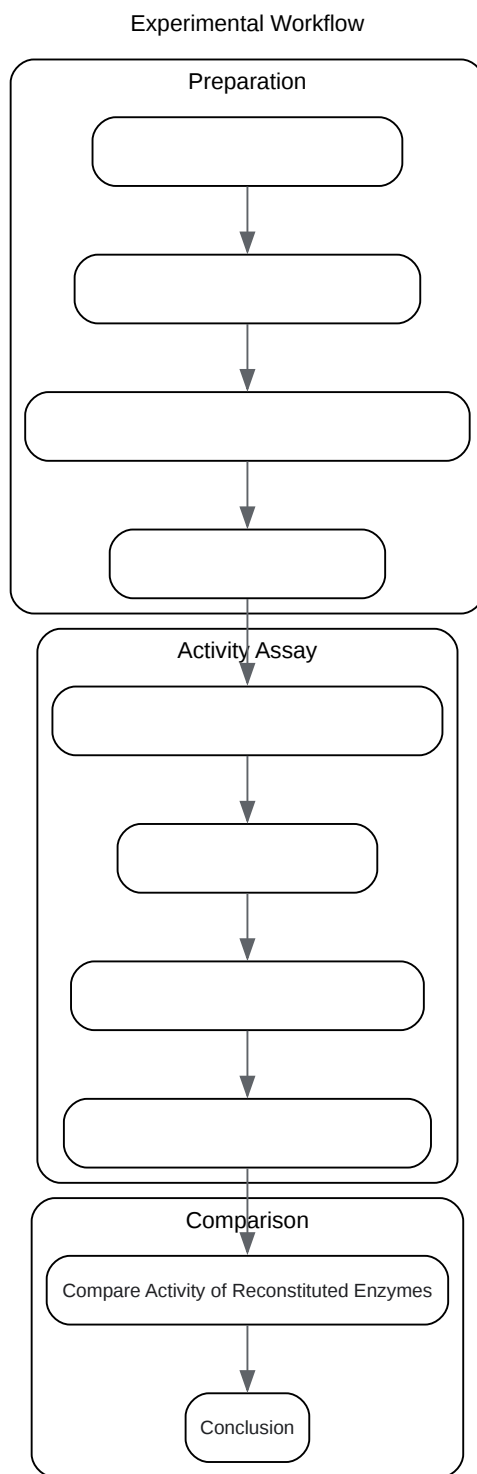 Experimental Workflow
Preparation
Activity Assay
Comparison
Compare Activity of Reconstituted Enzymes
Conclusion